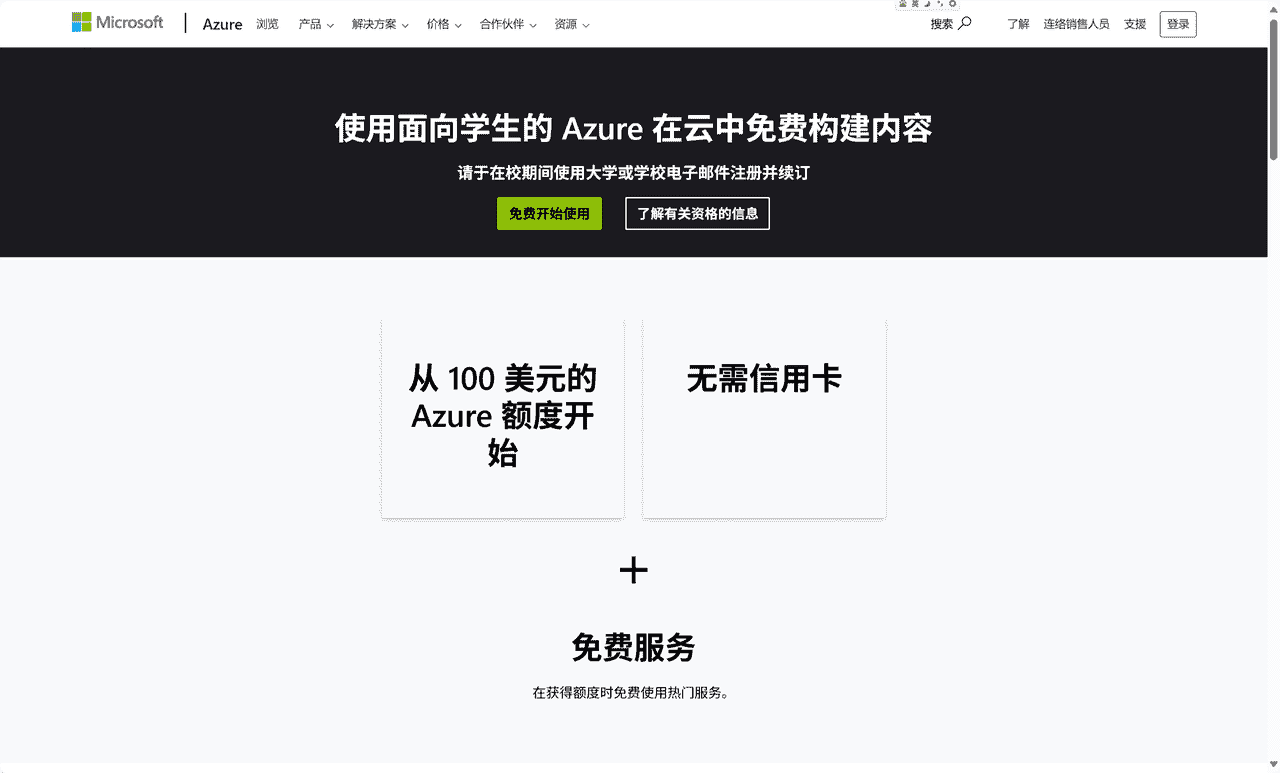 英
Microsoft
Azure 浏览 产品 解决方案 价格 合作伙伴 资源 搜索 了解 连络销售人员 支援 登录
使用面向学生的 Azure 在云中免费构建内容
请于在校期间使用大学或学校电子邮件注册并续订
免费开始使用 了解有关资格的信息
从 100 美元的
Azure 额度开
始
无需信用卡
+
免费服务
在获得额度时免费使用热门服务。